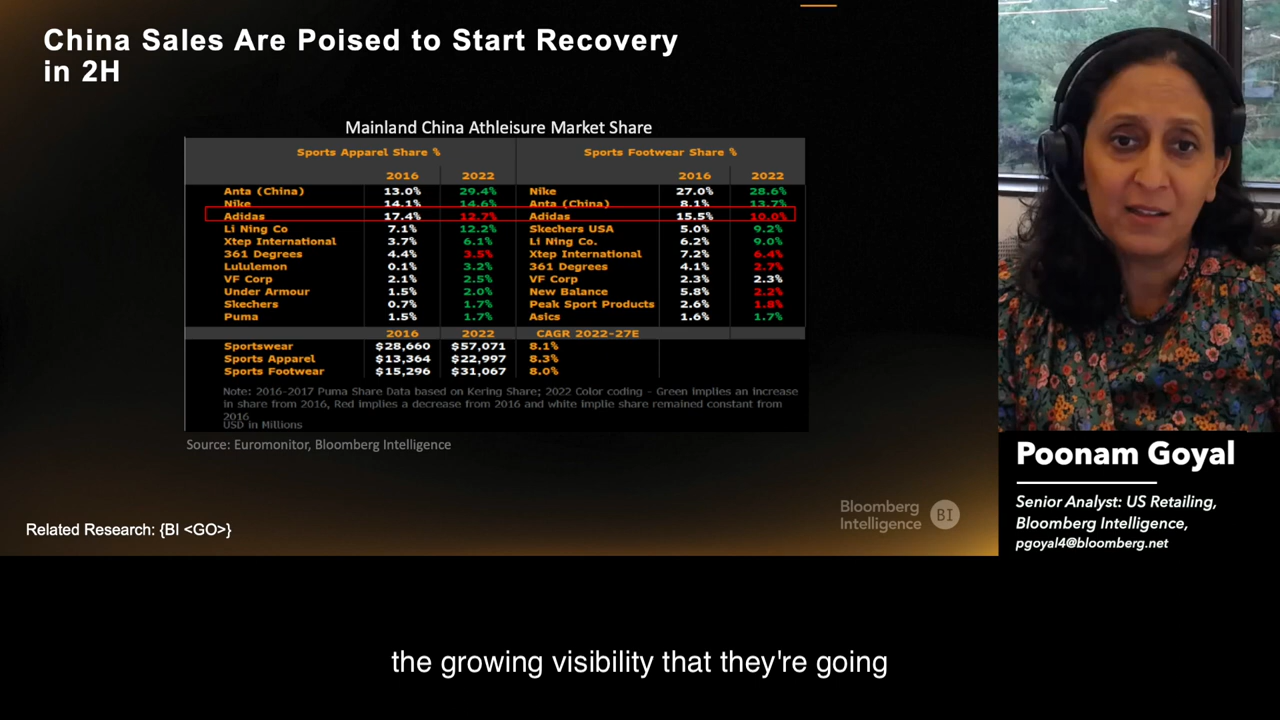 China Sales Are Poised to Start Recovery
in 2H
Mainland China Athleisure Market Share
Sports Apparel Share % Sports Footwear Share %
2016 2022 2016 2022
Anta (China) 13.0% 29.4% Nike 27.0% 28.6%
Nike 14.1% 14.6% Anta (China) 8.1% 13.7%
Adidas 17.4% 12.7% Adidas 15.5% 10.0%
Li Ning Co 7.1% 12.2% Skechers USA 5.0% 9.2%
Xtep International 3.7% 6.1% Li Ning Co. 6.2% 9.0%
361 Degrees 4.4% 3.5% Xtep International 7.2% 6.4%
Lululemon 0.1% 3.2% 361 Degrees 4.1% 2.7%
VF Corp 2.1% 2.5% VF Corp 2.3% 2.3%
Under Armour 1.5% 2.0% New Balance 5.8% 2.2%
Skechers 0.7% 1.7% Peak Sport Products 2.6% 1.8%
Puma 1.5% 1.7% Asics 1.6% 1.7%
2016 2022 CAGR 2022-27E
Sportswear $28,660 $57,071 8.1%
Sports Apparel $13,364 $22,997 8.3%
Sports Footwear $15,296 $31,067 8.0%
Note: 2016-2017 Puma Share Data based on Kering Share; 2022 Color coding - Green implies an increase
in share from 2016, Red implies a decrease from 2016 and white implie share remained constant from
2016
USD in Millions
Source: Euromonitor, Bloomberg Intelligence
Related Research: {BI <GO>}
Bloomberg
Intelligence BI
Poonam Goyal
Senior Analyst: US Retailing,
Bloomberg Intelligence,
pgoyal4@bloomberg.net
the growing visibility that they're going